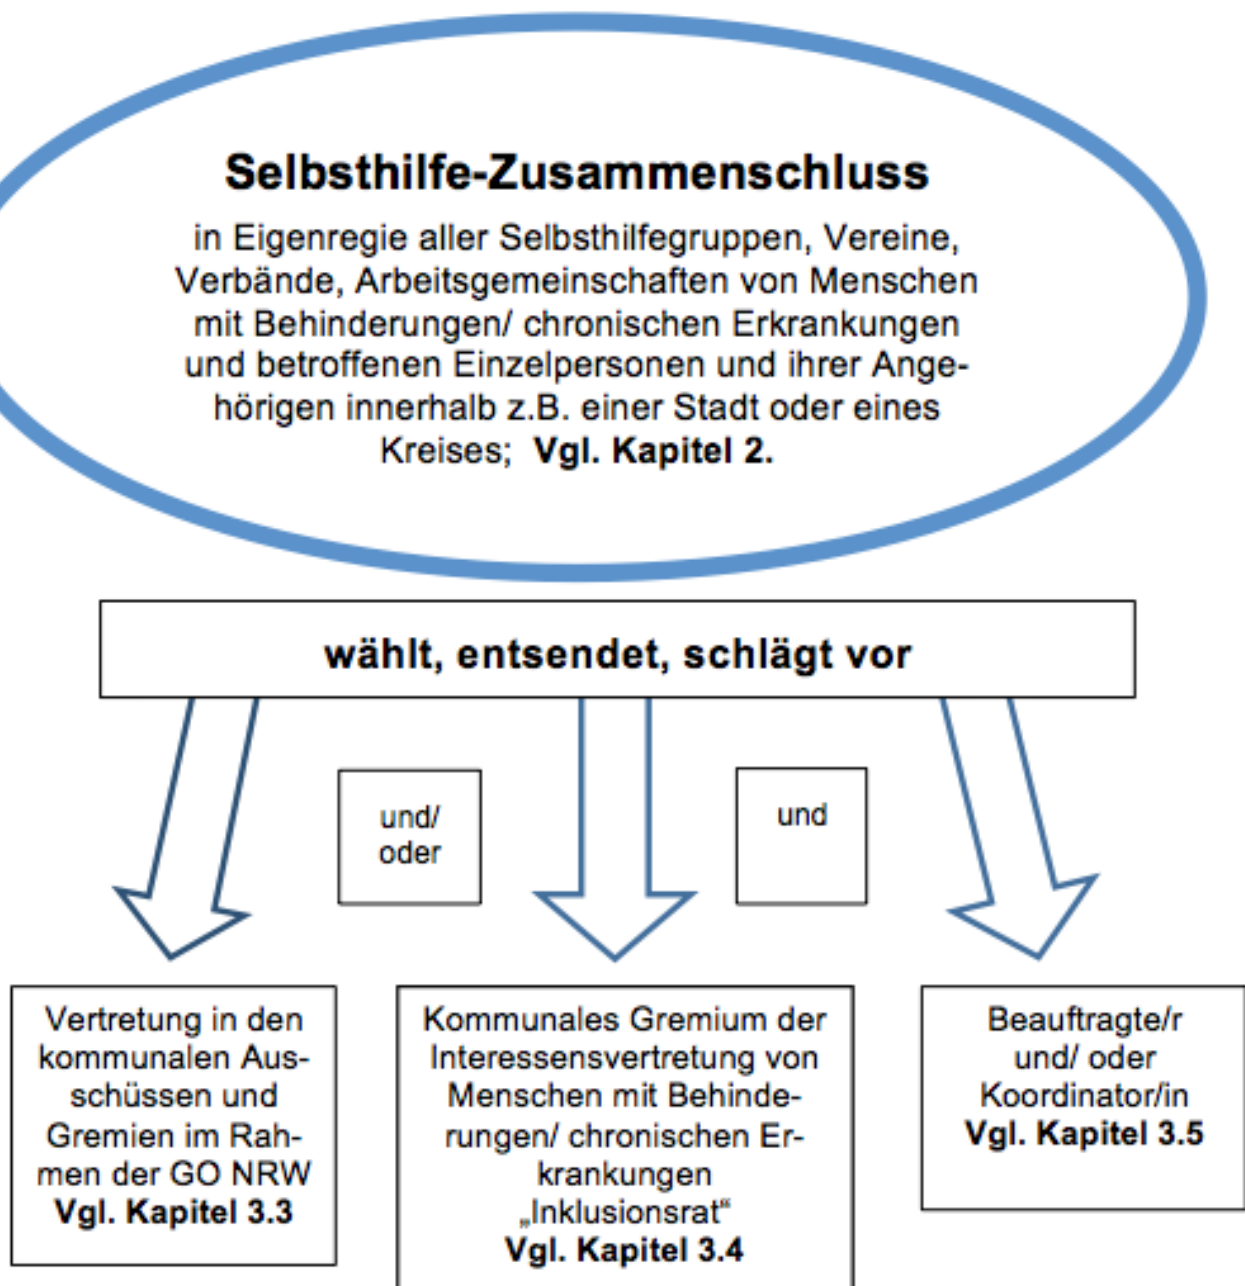 Selbsthilfe-Zusammenschluss
in Eigenregie aller Selbsthilfegruppen, Vereine,
Verbände, Arbeitsgemeinschaften von Menschen
mit Behinderungen/ chronischen Erkrankungen
und betroffenen Einzelpersonen und ihrer Ange-
hörigen innerhalb z.B. einer Stadt oder eines
Kreises; Vgl. Kapitel 2.
wählt, entsendet, schlägt vor
und/
oder
und
Vertretung in den
kommunalen Aus-
schüssen und
Gremien im Rah-
men der GO NRW
Vgl. Kapitel 3.3
Kommunales Gremium der
Interessensvertretung von
Menschen mit Behinde-
rungen/ chronischen Er-
krankungen
„Inklusionsrat“
Vgl. Kapitel 3.4
Beauftragte/r
und/ oder
Koordinator/in
Vgl. Kapitel 3.5